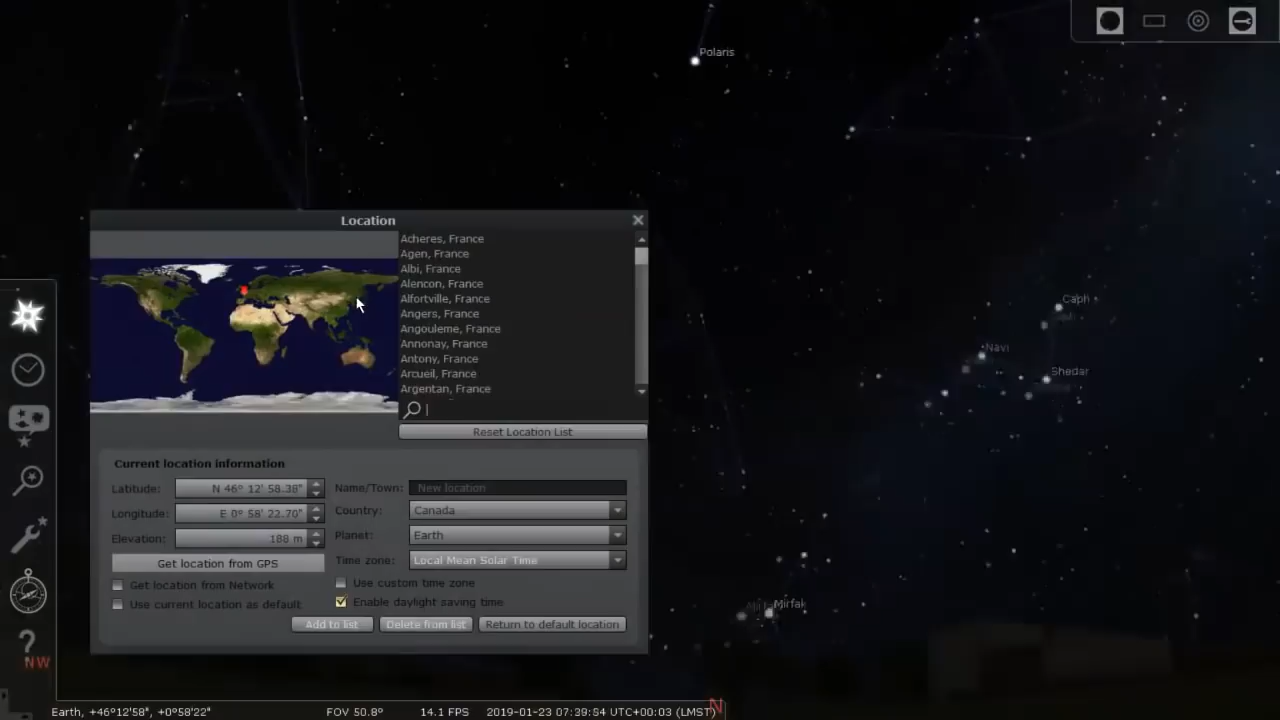 Polaris
Location
Acheres, France
Agen, France
Albi, France
Alencon, France
Alfortville, France
Angers, France
Angouleme, France
Annonay, France
Antony, France
Arcueil, France
Argentan, France
Reset Location List
Caph
Navi
Shedar
Current location information
Latitude: N 46° 12' 58.38"
Name/Town: New location
Longitude: E 0° 58' 22.70"
Country: Canada
Elevation: 188 m
Planet: Earth
Get location from GPS
Time zone: Local Mean Solar Time
Get location from Network
Use custom time zone
Use current location as default
Enable daylight saving time
Add to list
Delete from list
Return to default location
Mirfak
?
NW
N
Earth, +46°12'58", +0°58'22"
FOV 50.8°
14.1 FPS
2019-01-23 07:39:54 UTC+00:03 (LMST)